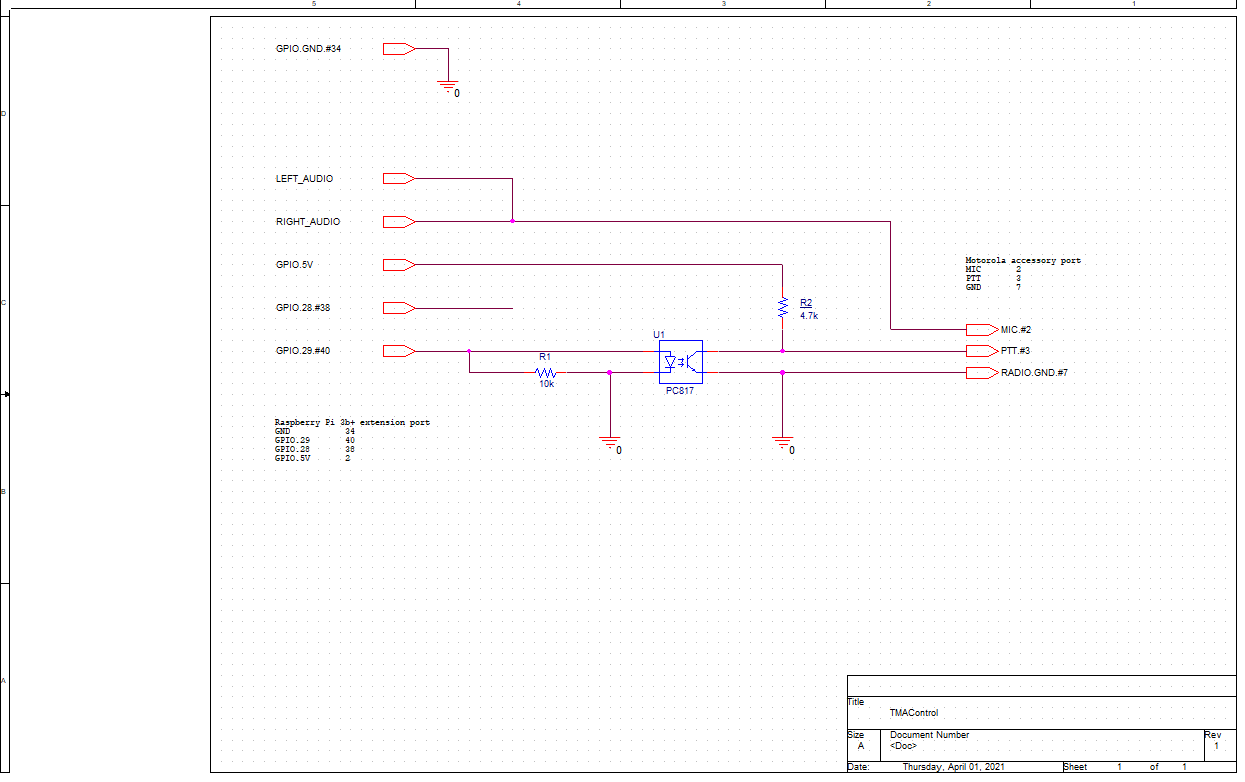 5 4 3 2 1
GPIO.GND.#34
0
D
LEFT_AUDIO
RIGHT_AUDIO
GPIO.5V
Motorola accessory port
MIC 2
PTT 3
GND 7
C
GPIO.28.#38
R2
4.7k
MIC.#2
U1
GPIO.29.#40
PTT.#3
R1
10k
RADIO.GND.#7
PC817
Raspberry Pi 3b+ extension port
GND 34
GPIO.29 40
GPIO.28 38
GPIO.5V 2
0
0
B
A
Title
TMAControl
Size Document Number Rev
A <Doc> 1
Date: Thursday, April 01, 2021 Sheet 1 of 1